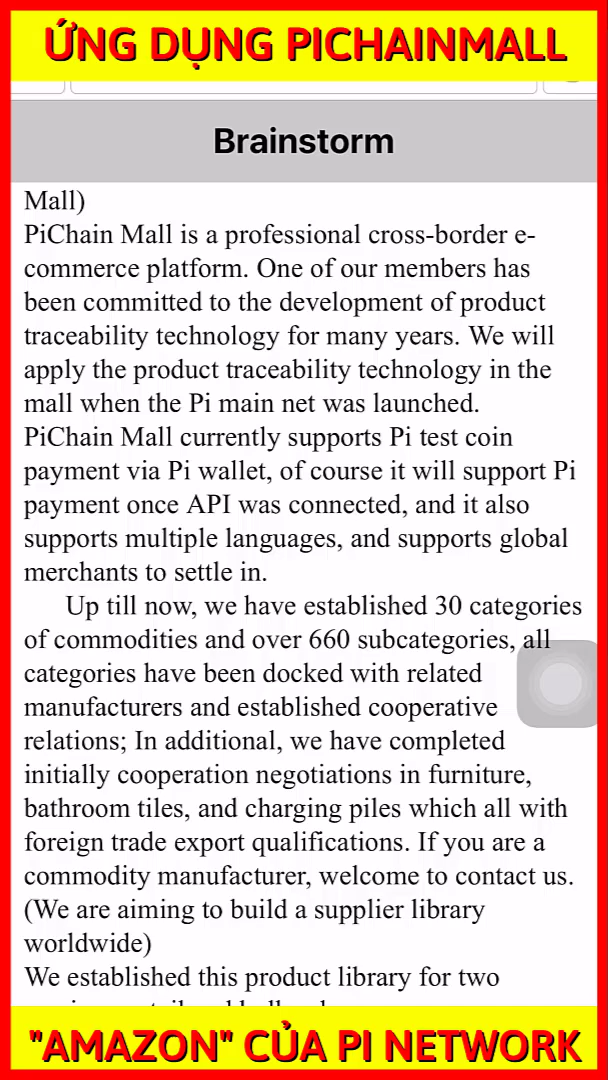 ỨNG DỤNG PICHAINMALL
Brainstorm
Mall)
PiChain Mall is a professional cross-border e-
commerce platform. One of our members has
been committed to the development of product
traceability technology for many years. We will
apply the product traceability technology in the
mall when the Pi main net was launched.
PiChain Mall currently supports Pi test coin
payment via Pi wallet, of course it will support Pi
payment once API was connected, and it also
supports multiple languages, and supports global
merchants to settle in.
Up till now, we have established 30 categories
of commodities and over 660 subcategories, all
categories have been docked with related
manufacturers and established cooperative
relations; In additional, we have completed
initially cooperation negotiations in furniture,
bathroom tiles, and charging piles which all with
foreign trade export qualifications. If you are a
commodity manufacturer, welcome to contact us.
(We are aiming to build a supplier library
worldwide)
We established this product library for two
"AMAZON" CỦA PI NETWORK